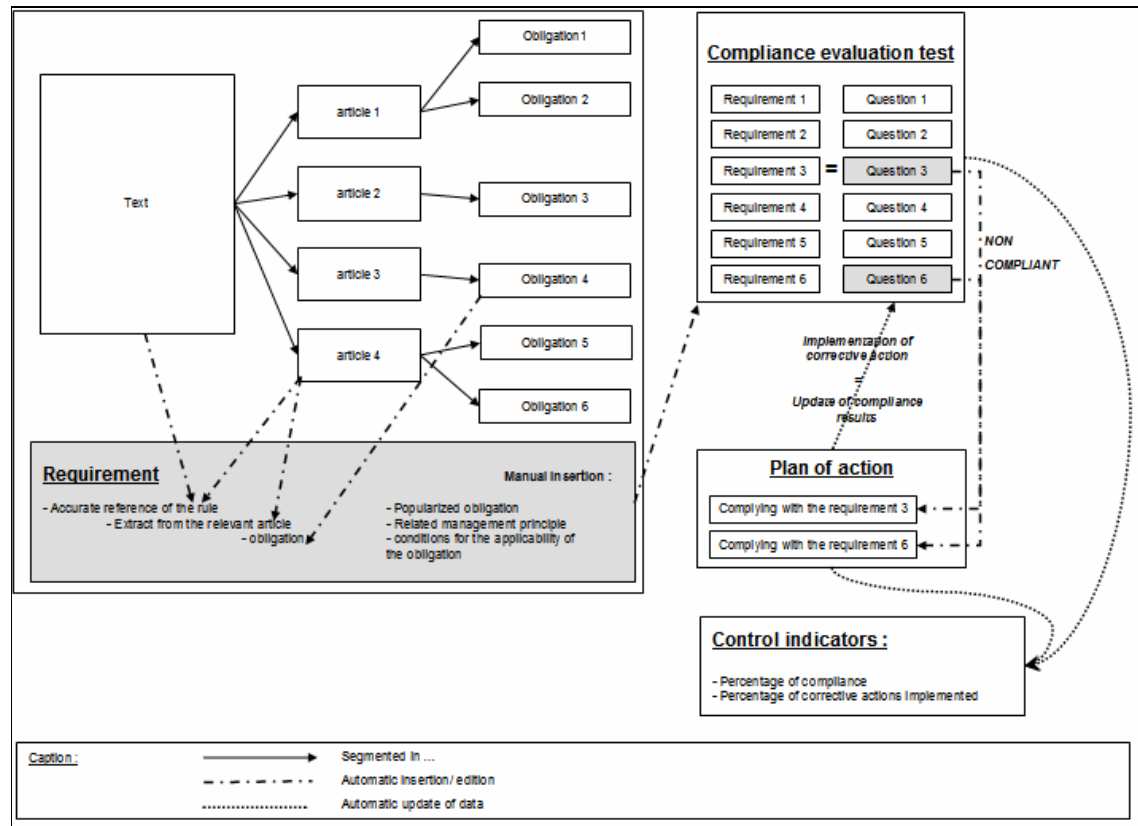 Text
article 1
article 2
article 3
article 4
Obligation 1
Obligation 2
Obligation 3
Obligation 4
Obligation 5
Obligation 6
Requirement
- Accurate reference of the rule
- Extract from the relevant article
- obligation
Manual insertion :
- Popularized obligation
- Related management principle
- conditions for the applicability of
the obligation
Compliance evaluation test
Requirement 1
Question 1
Requirement 2
Question 2
Requirement 3
=
Question 3
Requirement 4
Question 4
Requirement 5
Question 5
Requirement 6
Question 6
NON
COMPLIANT
Implementation of
corrective action
=
Update of compliance
results
Plan of action
Complying with the requirement 3
Complying with the requirement 6
Control indicators :
- Percentage of compliance
- Percentage of corrective actions implemented
Caption :
Segmented in ...
Automatic insertion/ edition
Automatic update of data